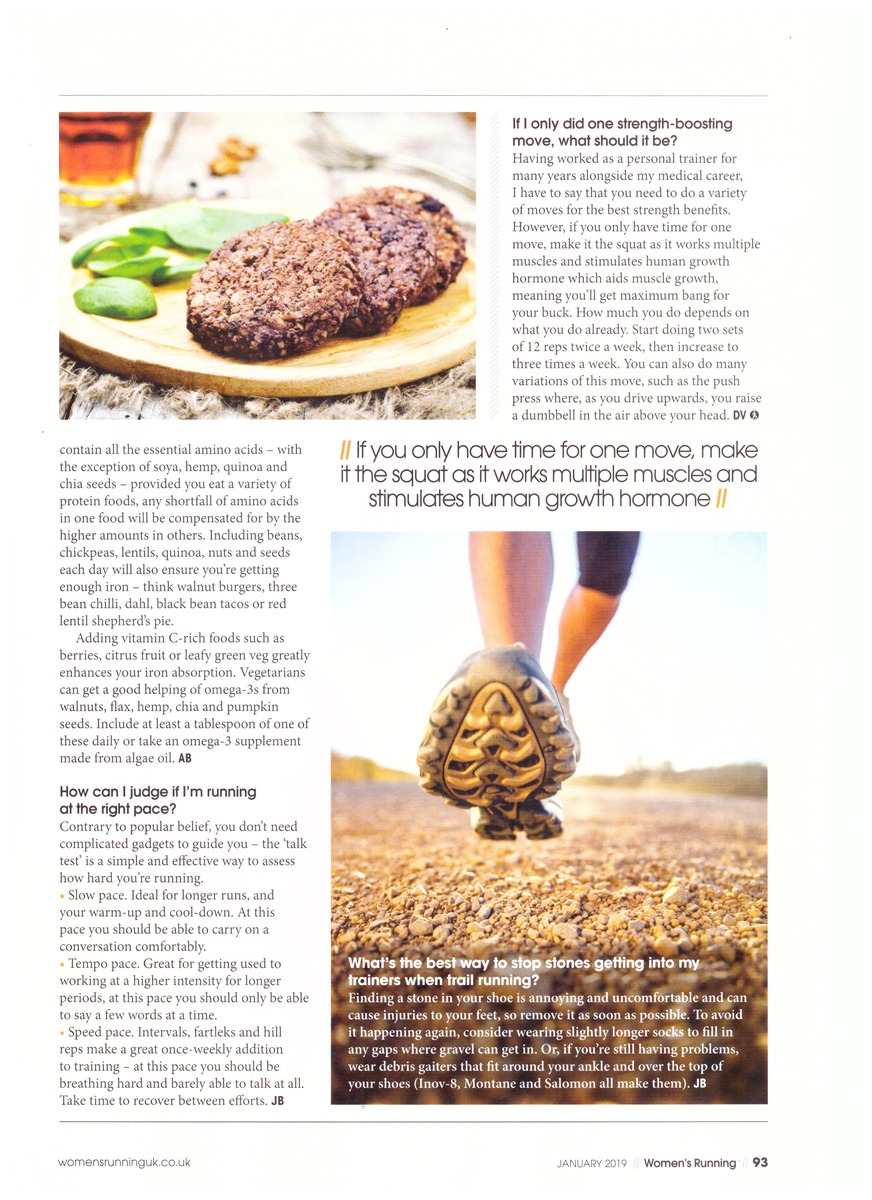 contain all the essential amino acids – with
the exception of soya, hemp, quinoa and
chia seeds – provided you eat a variety of
protein foods, any shortfall of amino acids
in one food will be compensated for by the
higher amounts in others. Including beans,
chickpeas, lentils, quinoa, nuts and seeds
each day will also ensure you're getting
enough iron – think walnut burgers, three
bean chilli, dahl, black bean tacos or red
lentil shepherd's pie.
Adding vitamin C-rich foods such as
berries, citrus fruit or leafy green veg greatly
enhances your iron absorption. Vegetarians
can get a good helping of omega-3s from
walnuts, flax, hemp, chia and pumpkin
seeds. Include at least a tablespoon of one of
these daily or take an omega-3 supplement
made from algae oil. AB
How can I judge if I'm running
at the right pace?
Contrary to popular belief, you don't need
complicated gadgets to guide you – the 'talk
test' is a simple and effective way to assess
how hard you're running.
• Slow pace. Ideal for longer runs, and
your warm-up and cool-down. At this
pace you should be able to carry on a
conversation comfortably.
• Tempo pace. Great for getting used to
working at a higher intensity for longer
periods, at this pace you should only be able
to say a few words at a time.
• Speed pace. Intervals, fartleks and hill
reps make a great once-weekly addition
to training – at this pace you should be
breathing hard and barely able to talk at all.
Take time to recover between efforts. JB
If I only did one strength-boosting
move, what should it be?
Having worked as a personal trainer for
many years alongside my medical career,
I have to say that you need to do a variety
of moves for the best strength benefits.
However, if you only have time for one
move, make it the squat as it works multiple
muscles and stimulates human growth
hormone which aids muscle growth,
meaning you'll get maximum bang for
your buck. How much you do depends on
what you do already. Start doing two sets
of 12 reps twice a week, then increase to
three times a week. You can also do many
variations of this move, such as the push
press where, as you drive upwards, you raise
a dumbbell in the air above your head. DV
// If you only have time for one move, make
it the squat as it works multiple muscles and
stimulates human growth hormone //
What's the best way to stop stones getting into my
trainers when trail running?
Finding a stone in your shoe is annoying and uncomfortable and can
cause injuries to your feet, so remove it as soon as possible. To avoid
it happening again, consider wearing slightly longer socks to fill in
any gaps where gravel can get in. Or, if you're still having problems,
wear debris gaiters that fit around your ankle and over the top of
your shoes (Inov-8, Montane and Salomon all make them). JB
womensrunninguk.co.uk
JANUARY 2019 // Women's Running // 93